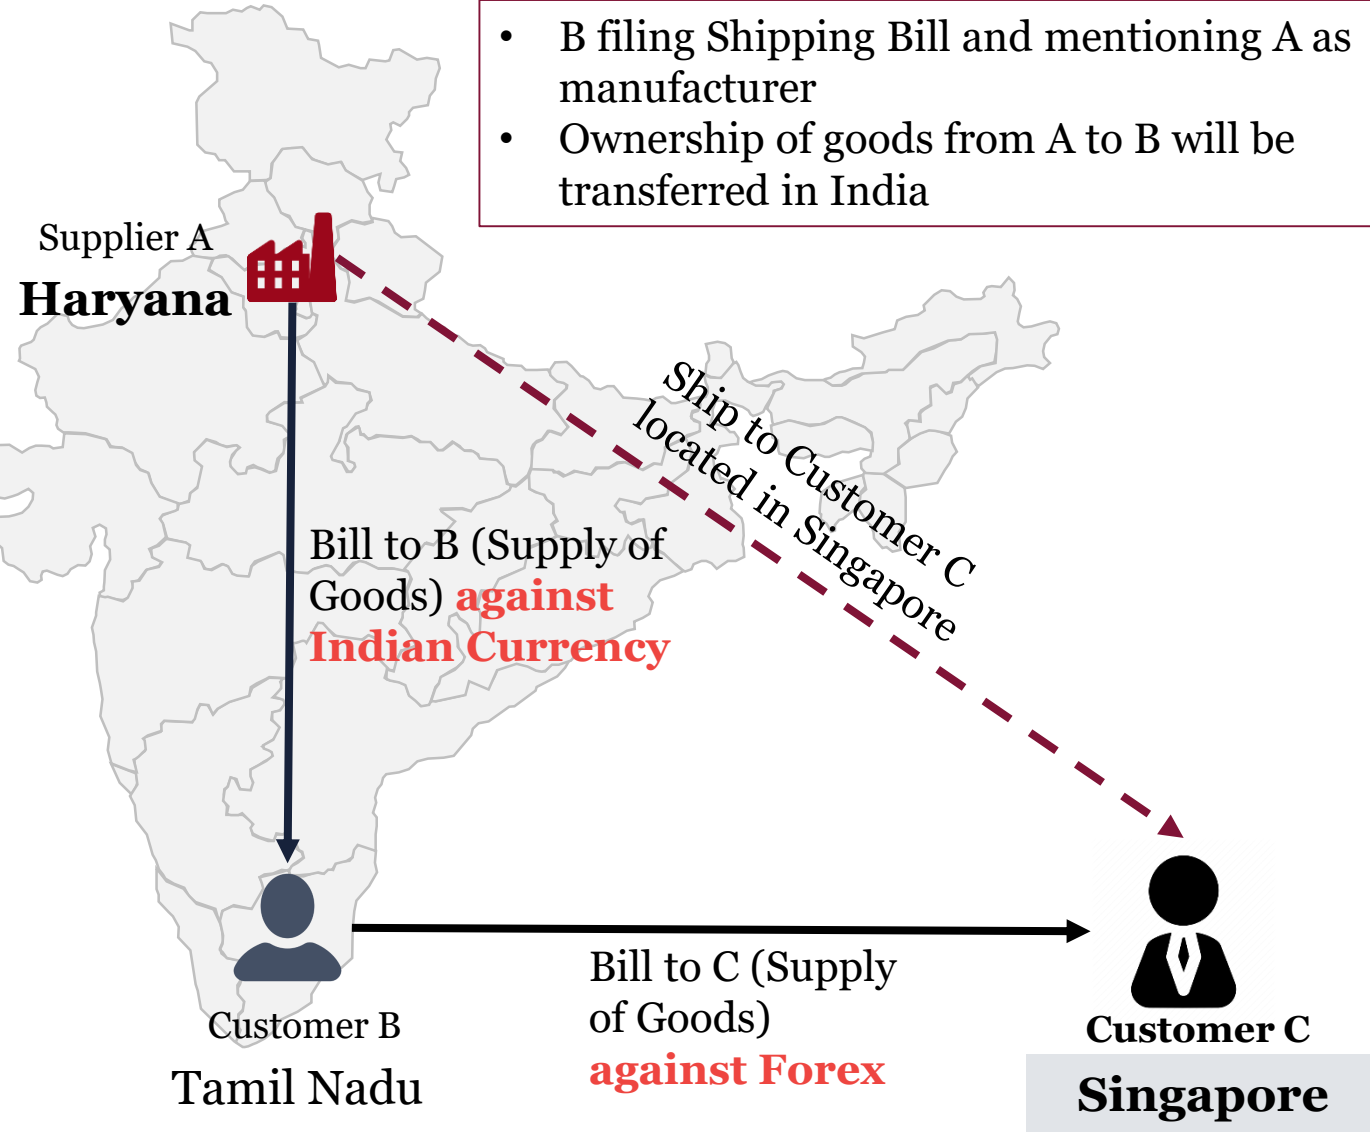 • B filing Shipping Bill and mentioning A as
manufacturer
• Ownership of goods from A to B will be
transferred in India
Supplier A
Haryana
Ship to Customer C
located in Singapore
Bill to B (Supply of
Goods) against
Indian Currency
Bill to C (Supply
of Goods)
against Forex
Customer B
Tamil Nadu
Customer C
Singapore